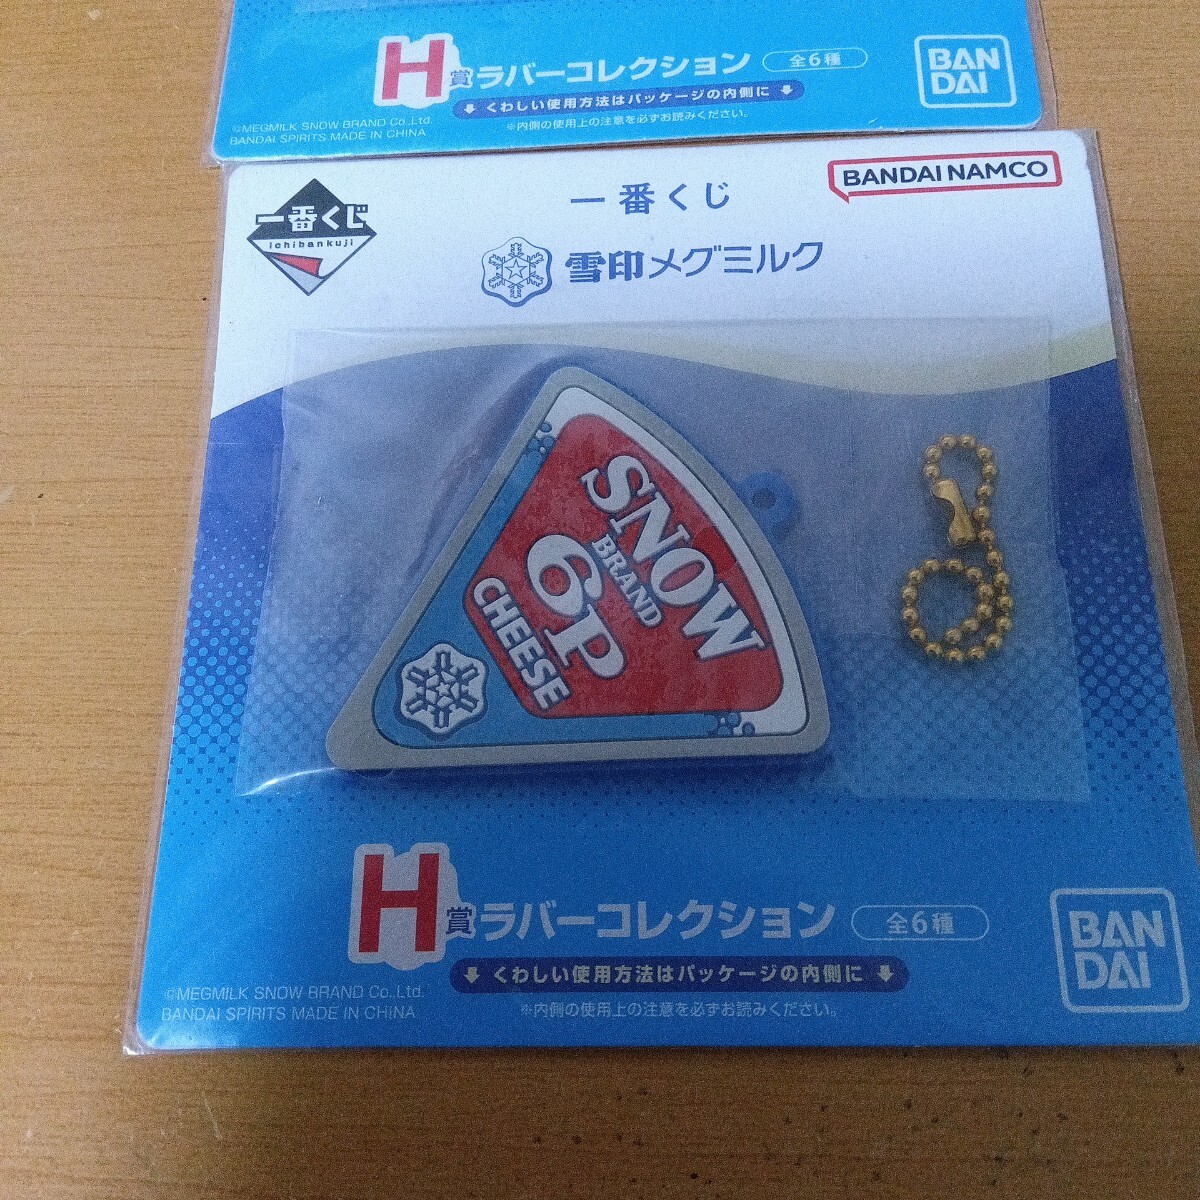 H賞ラバーコレクション 全6種
BAN
DAI
⬇ くわしい使用方法はパッケージの内側に ⬇
※内側の使用上の注意を必ずお読みください。
©MEGMILK SNOW BRAND Co.,Ltd.
BANDAI SPIRITS MADE IN CHINA
一番くじ
ichibankuji
一番くじ
BANDAI NAMCO
雪印メグミルク
SNOW
BRAND
6P
CHEESE
H賞ラバーコレクション 全6種
BAN
DAI
⬇ くわしい使用方法はパッケージの内側に ⬇
※内側の使用上の注意を必ずお読みください。
©MEGMILK SNOW BRAND Co.,Ltd.
BANDAI SPIRITS MADE IN CHINA